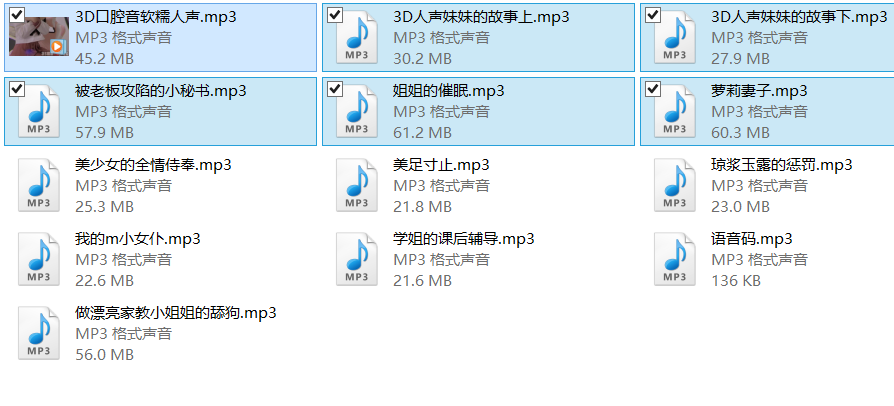 3D口腔音软糯人声.mp3
MP3 格式声音
45.2 MB
3D人声妹妹的故事上.mp3
MP3 格式声音
30.2 MB
3D人声妹妹的故事下.mp3
MP3 格式声音
27.9 MB
被老板攻陷的小秘书.mp3
MP3 格式声音
57.9 MB
MP3
姐姐的催眠.mp3
MP3 格式声音
61.2 MB
MP3
萝莉妻子.mp3
MP3 格式声音
60.3 MB
MP3
美少女的全情侍奉.mp3
MP3 格式声音
25.3 MB
MP3
美足寸止.mp3
MP3 格式声音
21.8 MB
MP3
琼浆玉露的惩罚.mp3
MP3 格式声音
23.0 MB
MP3
我的m小女仆.mp3
MP3 格式声音
22.6 MB
MP3
学姐的课后辅导.mp3
MP3 格式声音
21.6 MB
MP3
语音码.mp3
MP3 格式声音
136 KB
MP3
做漂亮家教小姐姐的舔狗.mp3
MP3 格式声音
56.0 MB
MP3